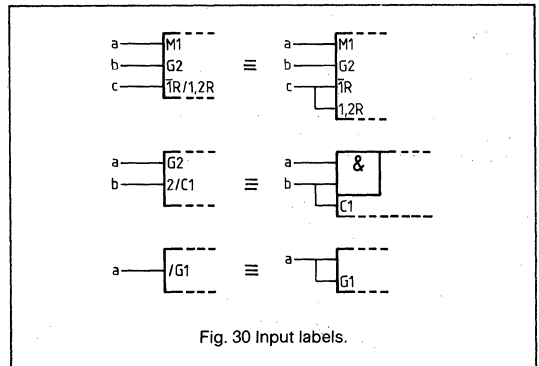 a M1 a M1
b G2 ≡ b G2
c 1̅R/1,2R c 1̅R
1,2R
a G2 a &
b 2/C1 ≡ b
C1
a /G1 ≡ a
G1
Fig. 30 Input labels.